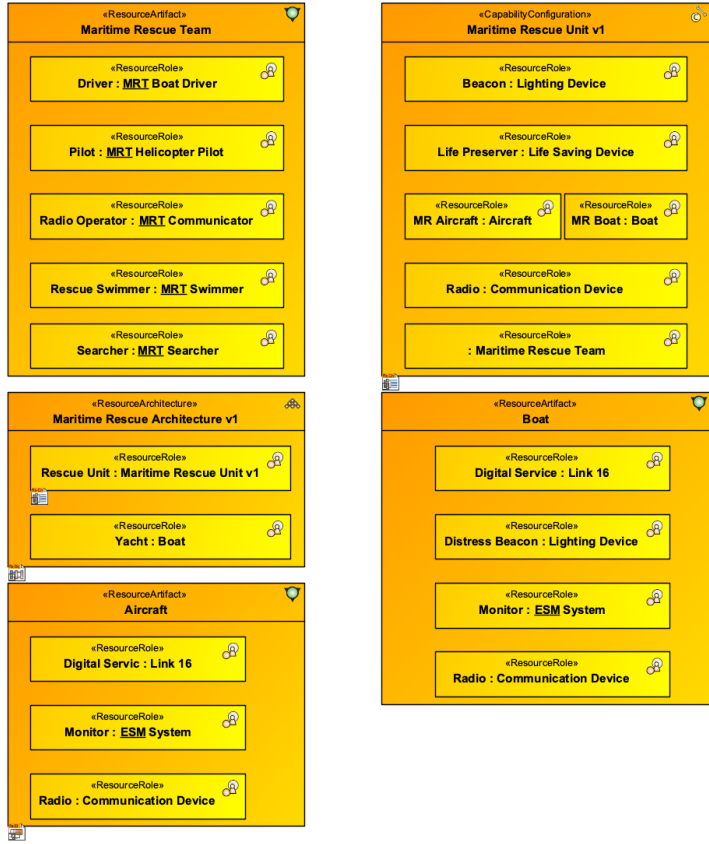 «ResourceArtifact»
Maritime Rescue Team
«ResourceRole»
Driver : MRT Boat Driver
«ResourceRole»
Pilot : MRT Helicopter Pilot
«ResourceRole»
Radio Operator : MRT Communicator
«ResourceRole»
Rescue Swimmer : MRT Swimmer
«ResourceRole»
Searcher : MRT Searcher
«CapabilityConfiguration»
Maritime Rescue Unit v1
«ResourceRole»
Beacon : Lighting Device
«ResourceRole»
Life Preserver : Life Saving Device
«ResourceRole»
MR Aircraft : Aircraft
«ResourceRole»
MR Boat : Boat
«ResourceRole»
Radio : Communication Device
«ResourceRole»
: Maritime Rescue Team
«ResourceArchitecture»
Maritime Rescue Architecture v1
«ResourceRole»
Rescue Unit : Maritime Rescue Unit v1
«ResourceRole»
Yacht : Boat
«ResourceArtifact»
Boat
«ResourceRole»
Digital Service : Link 16
«ResourceRole»
Distress Beacon : Lighting Device
«ResourceRole»
Monitor : ESM System
«ResourceRole»
Radio : Communication Device
«ResourceArtifact»
Aircraft
«ResourceRole»
Digital Servic : Link 16
«ResourceRole»
Monitor : ESM System
«ResourceRole»
Radio : Communication Device